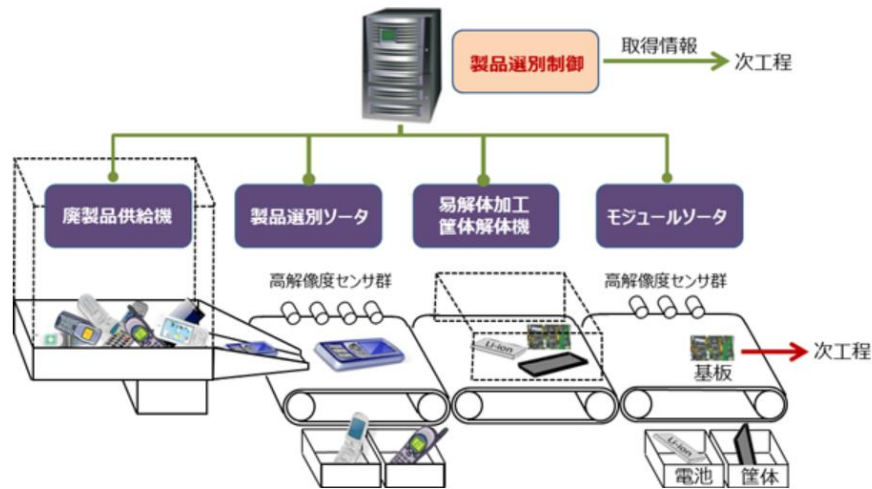 製品選別制御
取得情報
次工程
廃製品供給機
製品選別ソータ
易解体加工
筐体解体機
モジュールソータ
高解像度センサ群
高解像度センサ群
Li-ion
基板
次工程
Li-ion
電池
筐体